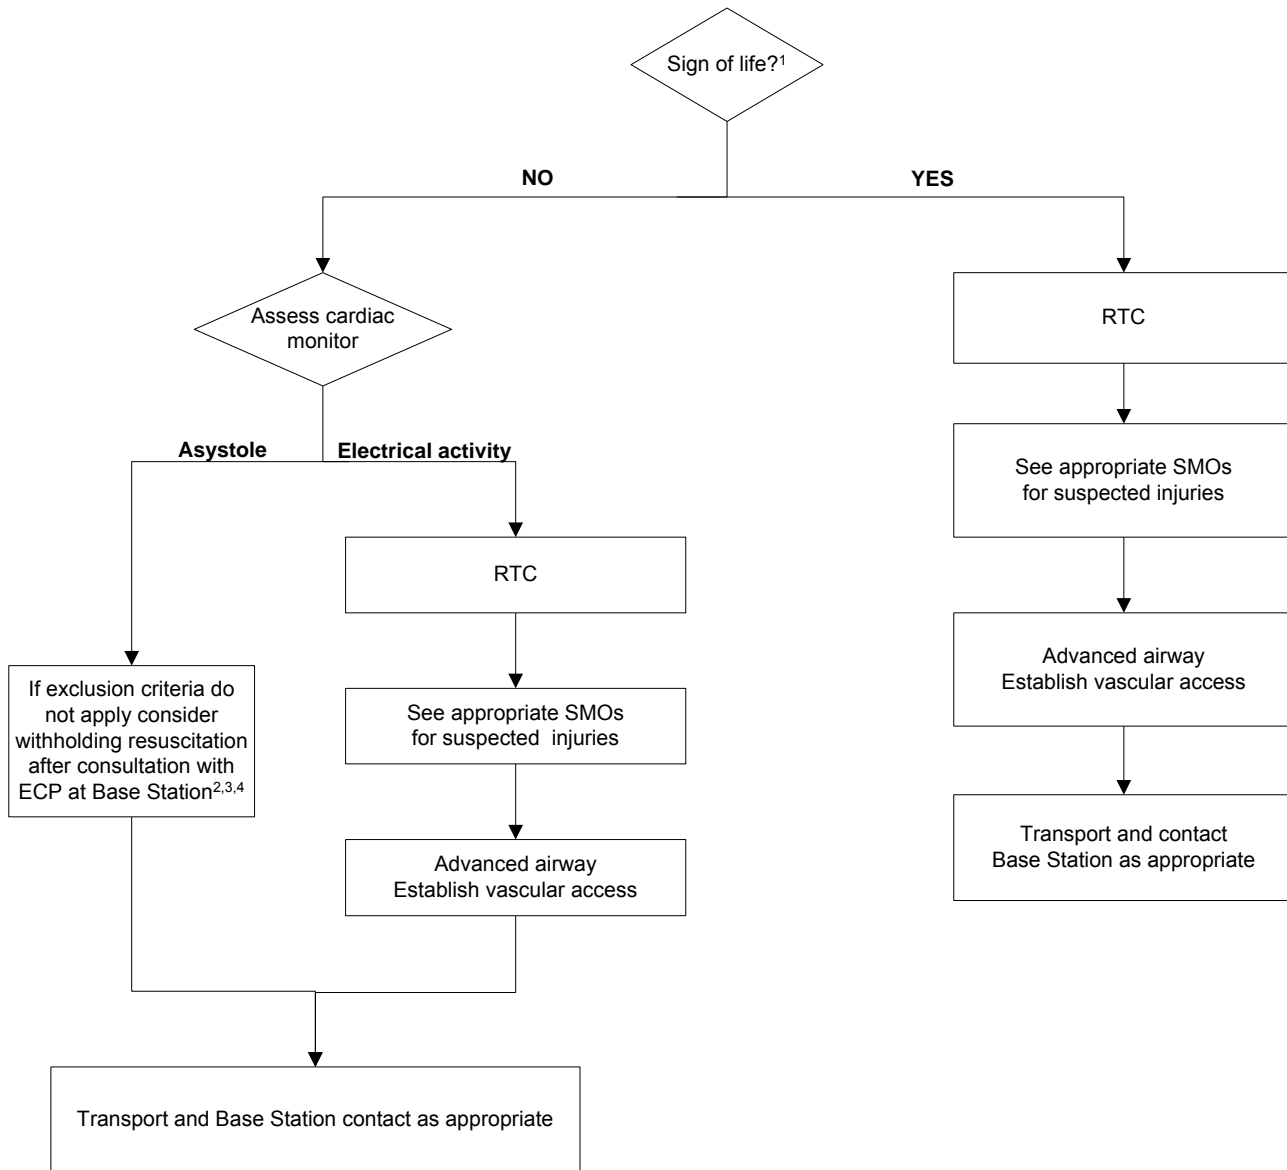 Sign of life?1
NO
YES
Assess cardiac
monitor
RTC
Asystole
Electrical activity
See appropriate SMOs
for suspected injuries
RTC
Advanced airway
Establish vascular access
If exclusion criteria do
not apply consider
withholding resuscitation
after consultation with
ECP at Base Station2,3,4
See appropriate SMOs
for suspected  injuries
Transport and contact
Base Station as appropriate
Advanced airway
Establish vascular access
Transport and Base Station contact as appropriate